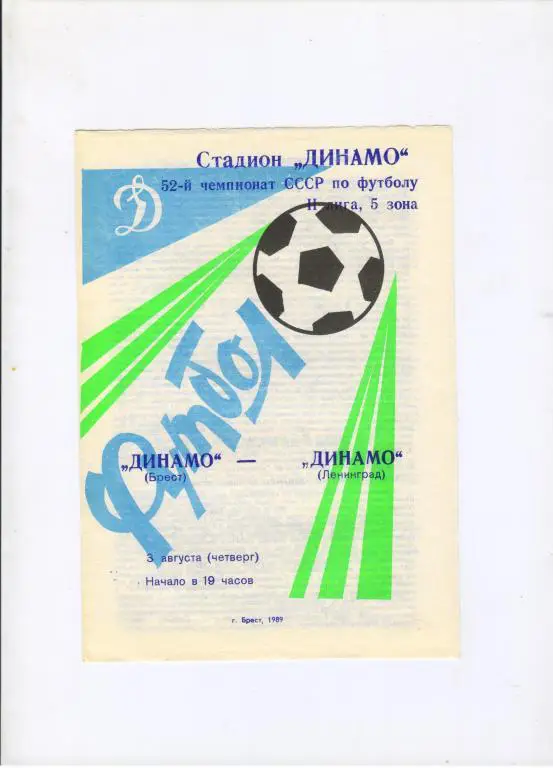 Стадион „ДИНАМО"
52-й чемпионат СССР по футболу
II лига, 5 зона
Д
Футбол
„ДИНАМО" — „ДИНАМО"
(Брест) (Ленинград)
3 августа (четверг)
Начало в 19 часов
г. Брест, 1989